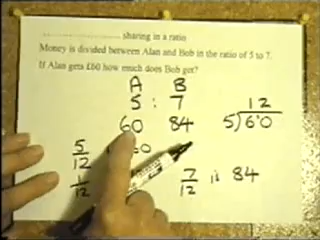 sharing in a ratio
Money is divided between Alan and Bob in the ratio of 5 to 7.
If Alan gets £60 how much does Bob get?
A B
5 : 7 12
60 84 5)60
5/12 60
1/12 7/12 is 84